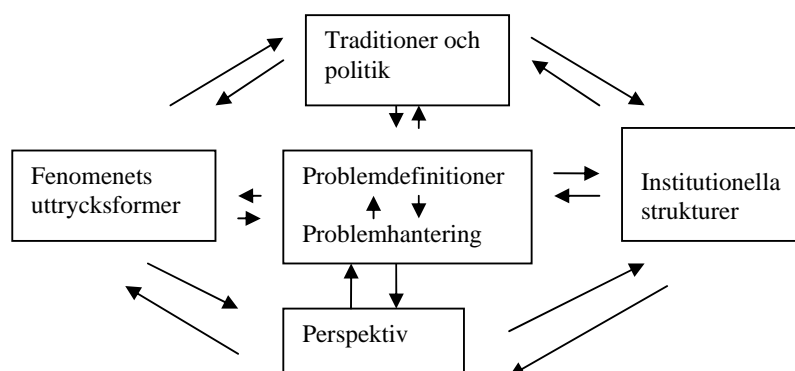 Traditioner och
politik
Fenomenets
uttrycksformer
Problemdefinitioner
Problemhantering
Institutionella
strukturer
Perspektiv